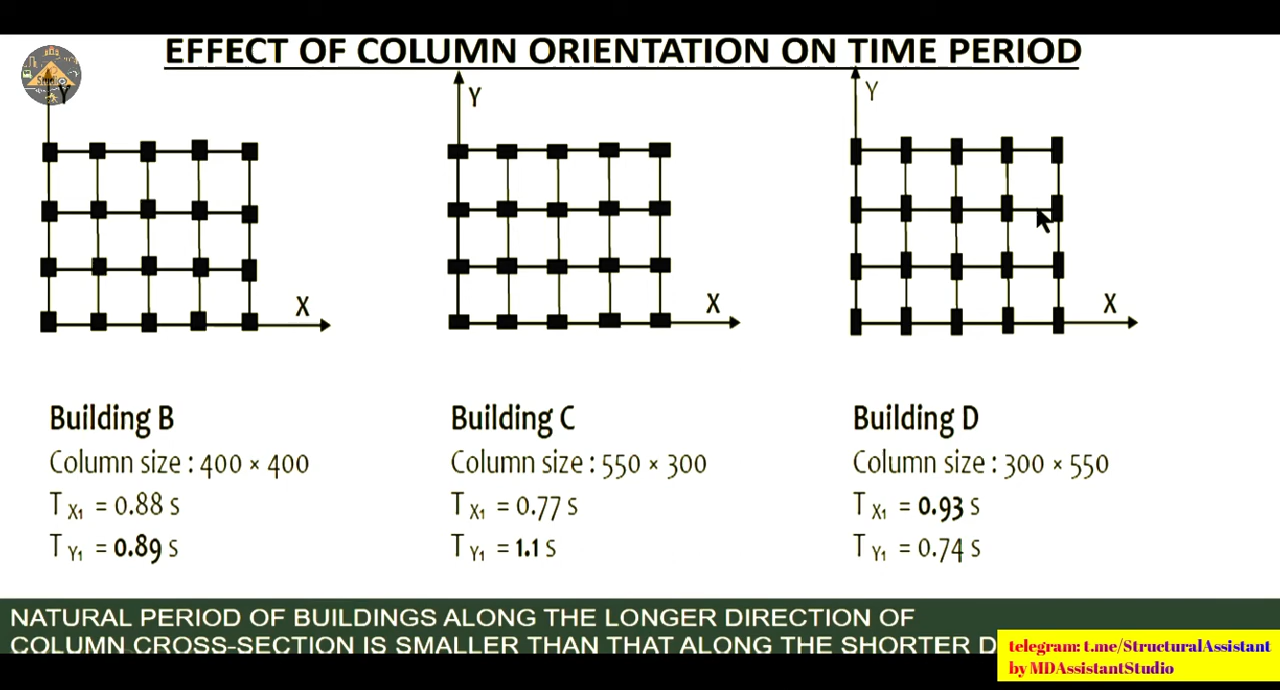 EFFECT OF COLUMN ORIENTATION ON TIME PERIOD
Y
Y
Y
X
X
X
Building B
Column size : 400 × 400
T X1 = 0.88 s
T Y1 = 0.89 s
Building C
Column size : 550 × 300
T X1 = 0.77 s
T Y1 = 1.1 s
Building D
Column size : 300 × 550
T X1 = 0.93 s
T Y1 = 0.74 s
NATURAL PERIOD OF BUILDINGS ALONG THE LONGER DIRECTION OF
COLUMN CROSS-SECTION IS SMALLER THAN THAT ALONG THE SHORTER D
telegram: t.me/StructuralAssistant
by MDAssistantStudio